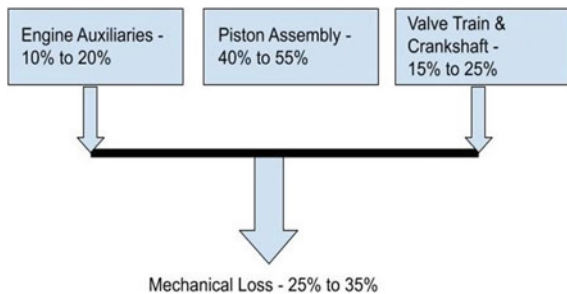 Engine Auxiliaries -
10% to 20%
Piston Assembly -
40% to 55%
Valve Train &
Crankshaft -
15% to 25%
Mechanical Loss - 25% to 35%